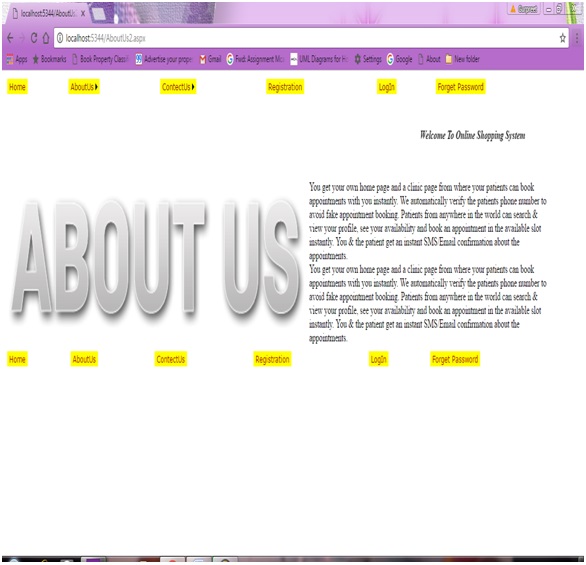 localhost:5344/AboutUs
Gurpreet
localhost:5344/AboutUs2.aspx
Apps Bookmarks Book Property Classif Advertise your prope Gmail Fwd: Assignment Mo UML Diagrams for H Settings Google About New folder
Home AboutUs ContectUs Registration LogIn Forget Password
Welcome To Online Shopping System
You get your own home page and a clinic page from where your patients can book
appointments with you instantly. We automatically verify the patients phone number to
avoid fake appointment booking. Patients from anywhere in the world can search &
view your profile, see your availability and book an appointment in the available slot
instantly. You & the patient get an instant SMS/Email confirmation about the
appointments.
You get your own home page and a clinic page from where your patients can book
appointments with you instantly. We automatically verify the patients phone number to
avoid fake appointment booking. Patients from anywhere in the world can search &
view your profile, see your availability and book an appointment in the available slot
instantly. You & the patient get an instant SMS/Email confirmation about the
appointments.
ABOUT US
Home AboutUs ContectUs Registration LogIn Forget Password